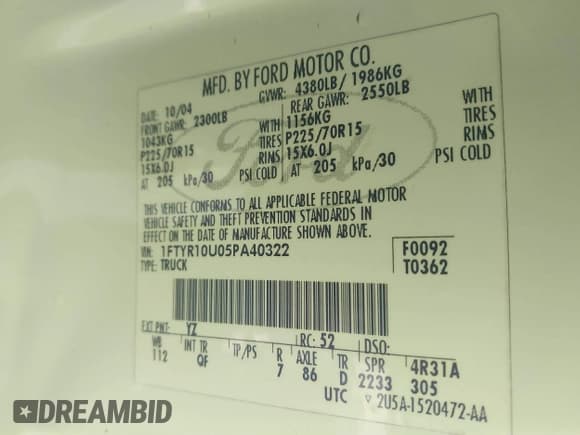 MFD. BY FORD MOTOR CO.
DATE: 10/04 GVWR: 4380LB/ 1986KG
FRONT GAWR: 2300LB REAR GAWR: 2550LB
1043KG WITH 1156KG WITH
P225/70R15 TIRES P225/70R15 TIRES
15X6.0J RIMS 15X6.0J RIMS
AT 205 kPa/30 PSI COLD AT 205 kPa/30 PSI COLD
Ford
THIS VEHICLE CONFORMS TO ALL APPLICABLE FEDERAL MOTOR
VEHICLE SAFETY AND THEFT PREVENTION STANDARDS IN
EFFECT ON THE DATE OF MANUFACTURE SHOWN ABOVE.
VIN: 1FTYR10U05PA40322 F0092
TYPE: TRUCK T0362
EXT PNT: YZ RC: 52 DSO:
WB INT TR TP/PS R AXLE TR SPR 4R31A
112 QF 7 86 D 2233 305
UTC ▽ 2U5A-1520472-AA
DREAMBID